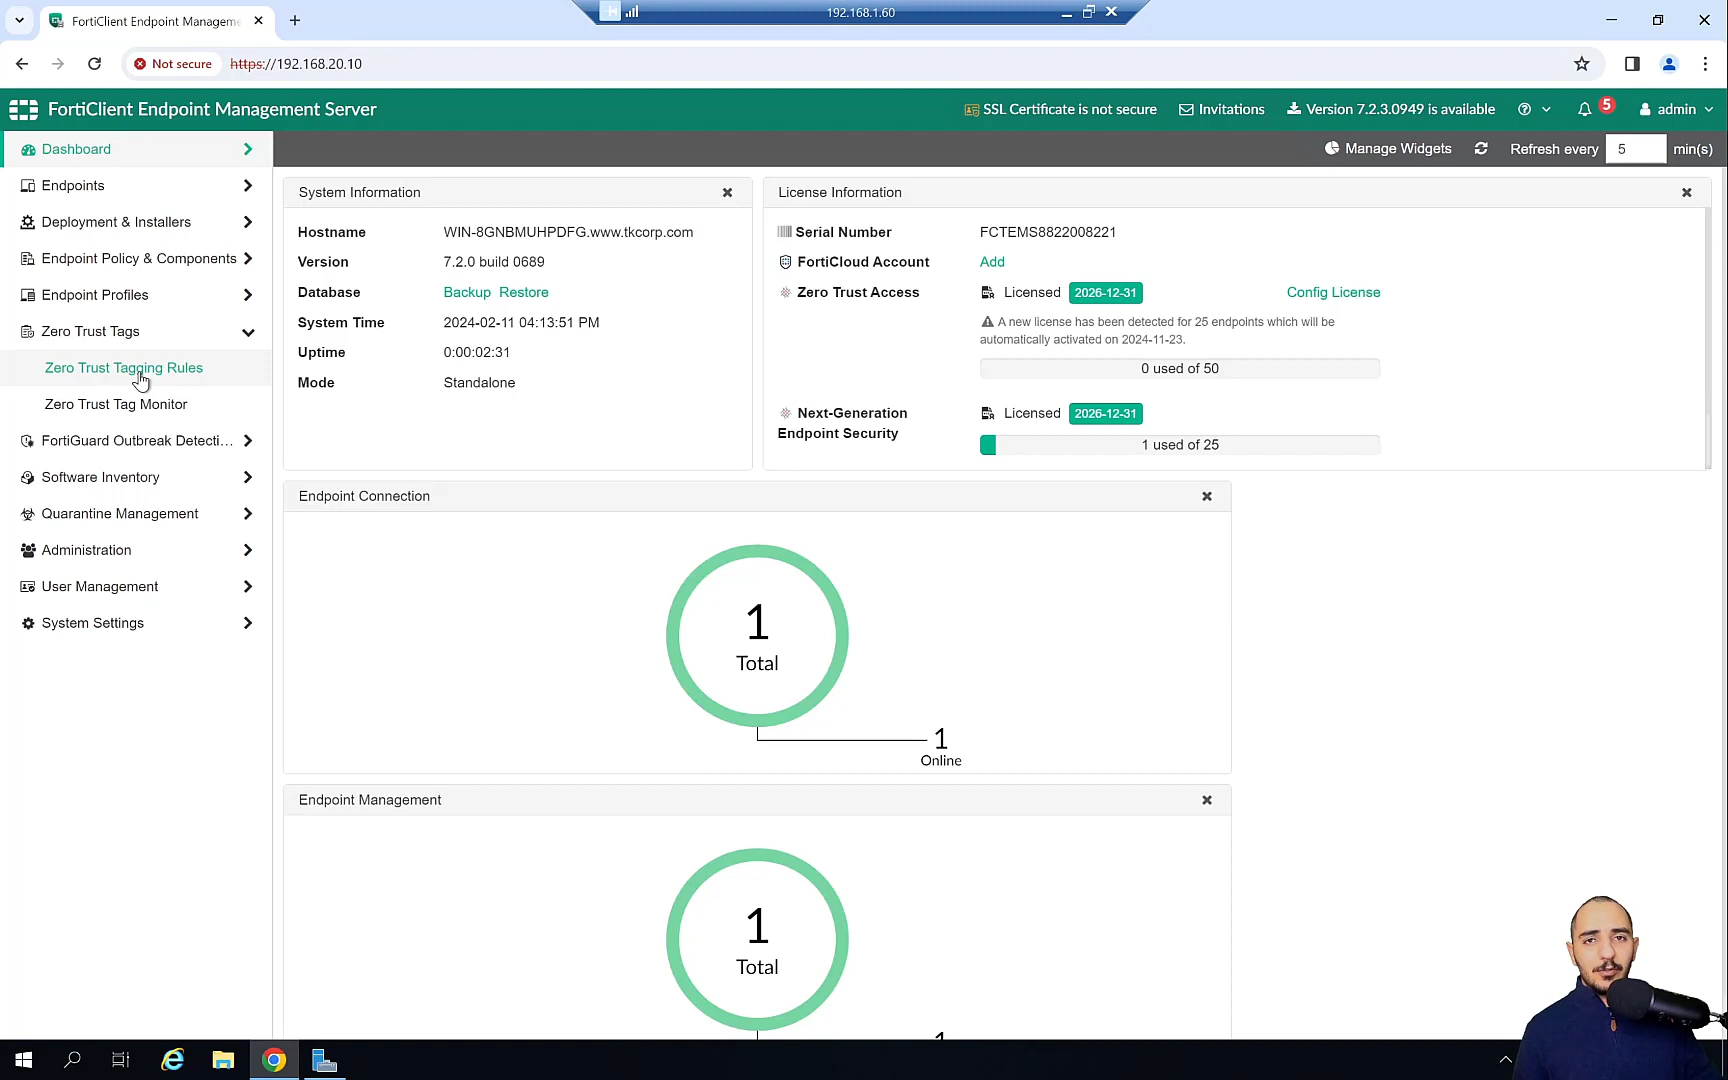 FortiClient Endpoint Manageme
192.168.1.60
Not secure
https://192.168.20.10
FortiClient Endpoint Management Server
SSL Certificate is not secure
Invitations
Version 7.2.3.0949 is available
5
admin
Dashboard
Endpoints
Deployment & Installers
Endpoint Policy & Components
Endpoint Profiles
Zero Trust Tags
Zero Trust Tagging Rules
Zero Trust Tag Monitor
FortiGuard Outbreak Detecti...
Software Inventory
Quarantine Management
Administration
User Management
System Settings
Manage Widgets
Refresh every 5 min(s)
System Information
Hostname WIN-8GNBMUHPDFG.www.tkcorp.com
Version 7.2.0 build 0689
Database Backup Restore
System Time 2024-02-11 04:13:51 PM
Uptime 0:00:02:31
Mode Standalone
License Information
Serial Number FCTEMS8822008221
FortiCloud Account Add
Zero Trust Access Licensed 2026-12-31 Config License
A new license has been detected for 25 endpoints which will be
automatically activated on 2024-11-23.
0 used of 50
Next-Generation
Endpoint Security
Licensed 2026-12-31
1 used of 25
Endpoint Connection
1
Total
1
Online
Endpoint Management
1
Total